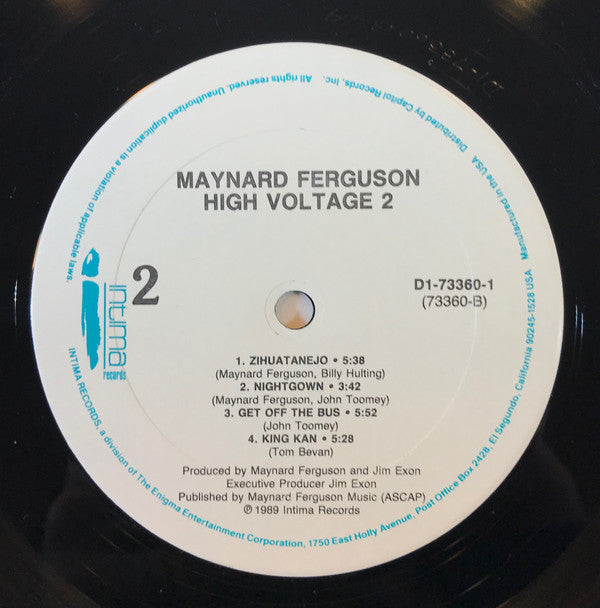 MAYNARD FERGUSON
HIGH VOLTAGE 2
2
D1-73360-1
(73360-B)
intima
records
1. ZIHUATANEJO • 5:38
(Maynard Ferguson, Billy Hulting)
2. NIGHTGOWN • 3:42
(Maynard Ferguson, John Toomey)
3. GET OFF THE BUS • 5:52
(John Toomey)
4. KING KAN • 5:28
(Tom Bevan)
Produced by Maynard Ferguson and Jim Exon
Executive Producer Jim Exon
Published by Maynard Ferguson Music (ASCAP)
℗ 1989 Intima Records
INTIMA RECORDS, a division of The Enigma Entertainment Corporation, 1750 East Holly Avenue, Post Office Box 2428, El Segundo, California 90245-1528 USA Manufactured in the USA. Distributed by Capitol Records, Inc. All rights reserved. Unauthorized duplication is a violation of applicable laws.